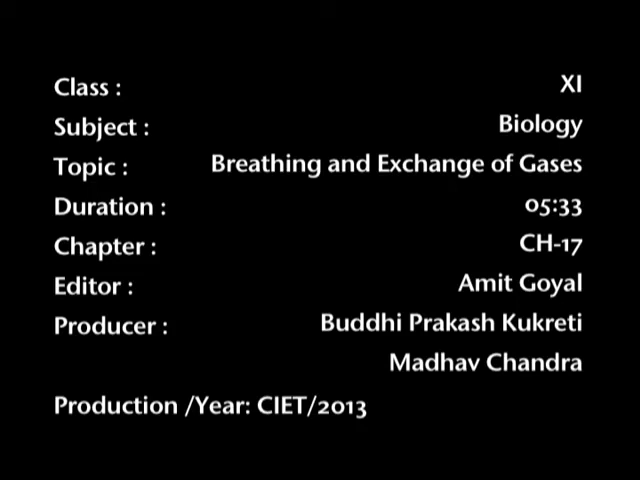 Class : XI
Subject : Biology
Topic : Breathing and Exchange of Gases
Duration : 05:33
Chapter : CH-17
Editor : Amit Goyal
Producer : Buddhi Prakash Kukreti
Madhav Chandra
Production /Year: CIET/2013